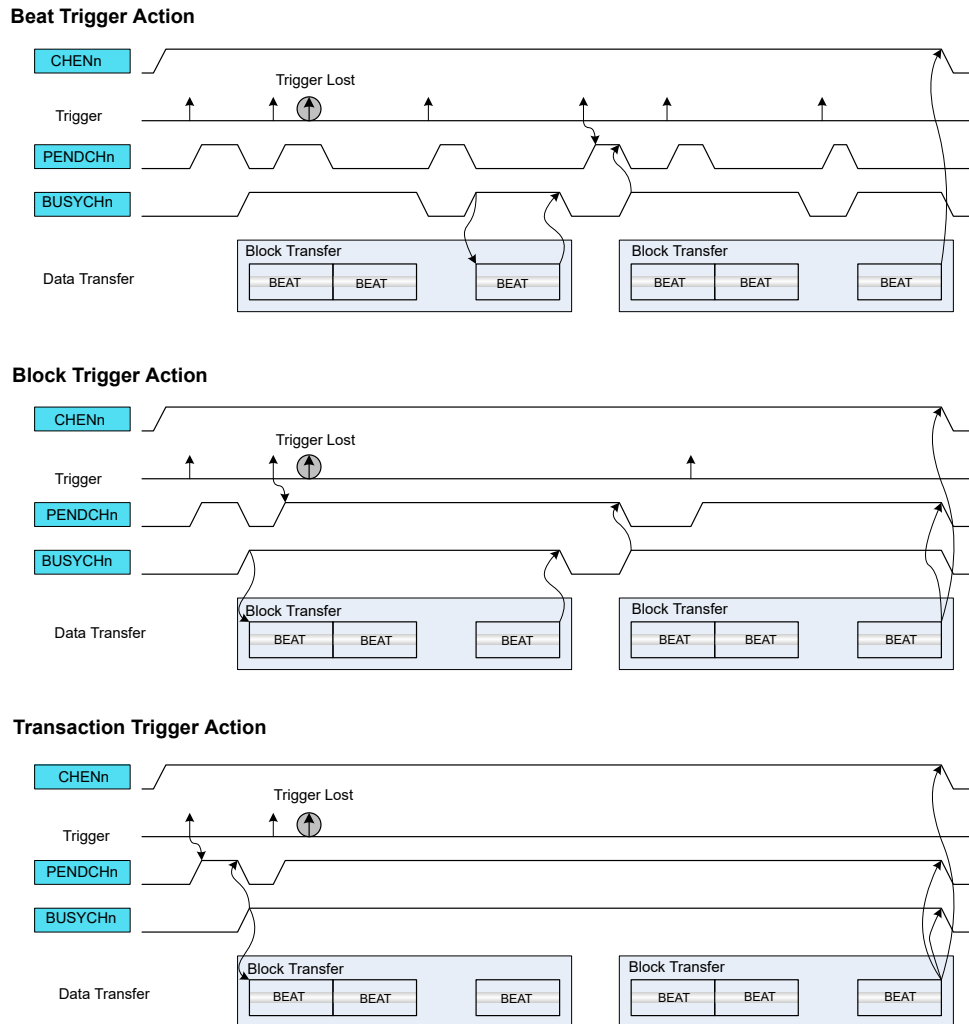 Beat Trigger Action
CHENn
Trigger Lost
Trigger
PENDCHn
BUSYCHn
Block Transfer
Block Transfer
Data Transfer
BEAT
BEAT
BEAT
BEAT
BEAT
BEAT
Block Trigger Action
CHENn
Trigger Lost
Trigger
PENDCHn
BUSYCHn
Block Transfer
Block Transfer
Data Transfer
BEAT
BEAT
BEAT
BEAT
BEAT
BEAT
Transaction Trigger Action
CHENn
Trigger Lost
Trigger
PENDCHn
BUSYCHn
Block Transfer
Block Transfer
Data Transfer
BEAT
BEAT
BEAT
BEAT
BEAT
BEAT